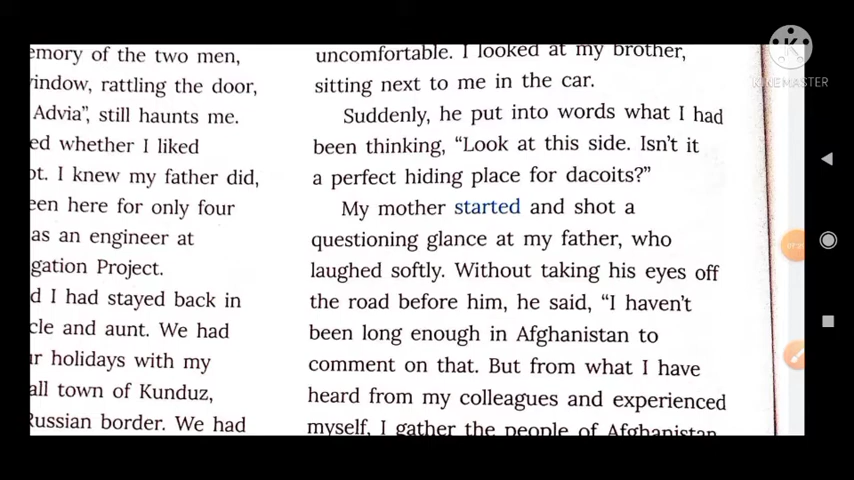 emory of the two men,
indow, rattling the door,
Advia", still haunts me.
ed whether I liked
ot. I knew my father did,
een here for only four
as an engineer at
gation Project.
d I had stayed back in
cle and aunt. We had
ur holidays with my
all town of Kunduz,
Russian border. We had
uncomfortable. I looked at my brother,
sitting next to me in the car.
Suddenly, he put into words what I had
been thinking, "Look at this side. Isn't it
a perfect hiding place for dacoits?"
My mother started and shot a
questioning glance at my father, who
laughed softly. Without taking his eyes off
the road before him, he said, "I haven't
been long enough in Afghanistan to
comment on that. But from what I have
heard from my colleagues and experienced
myself, I gather the people of Afghanistan
K
KINEMASTER